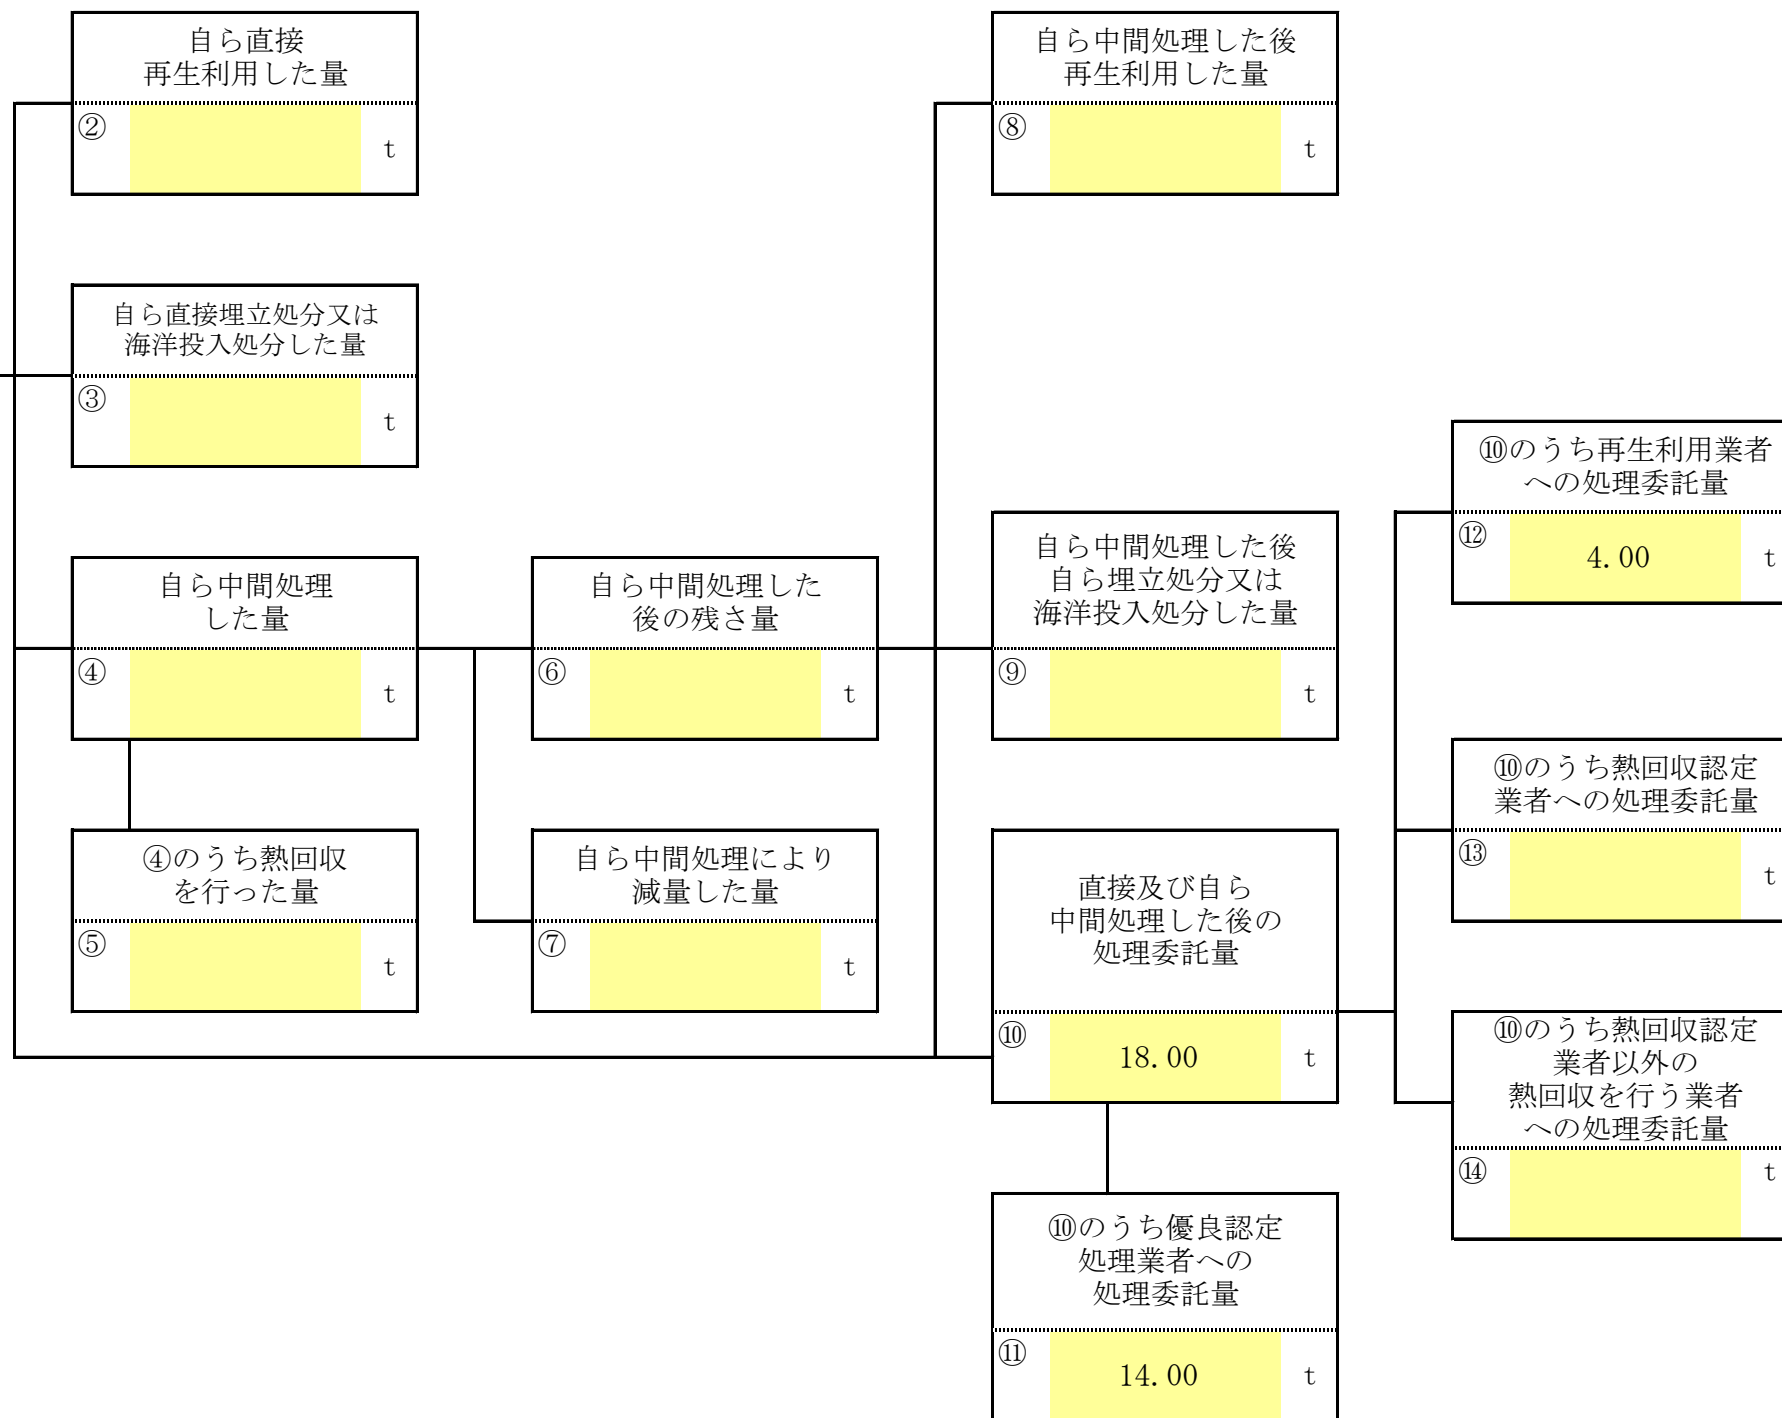 自ら直接
再生利用した量
②
t
自ら中間処理した後
再生利用した量
⑧
t
自ら直接埋立処分又は
海洋投入処分した量
③
t
⑩のうち再生利用業者
への処理委託量
⑫
4.00
t
自ら中間処理
した量
④
t
自ら中間処理した
後の残さ量
⑥
t
自ら中間処理した後
自ら埋立処分又は
海洋投入処分した量
⑨
t
⑩のうち熱回収認定
業者への処理委託量
⑬
t
④のうち熱回収
を行った量
⑤
t
自ら中間処理により
減量した量
⑦
t
直接及び自ら
中間処理した後の
処理委託量
⑩
18.00
t
⑩のうち熱回収認定
業者以外の
熱回収を行う業者
への処理委託量
⑭
t
⑩のうち優良認定
処理業者への
処理委託量
⑪
14.00
t